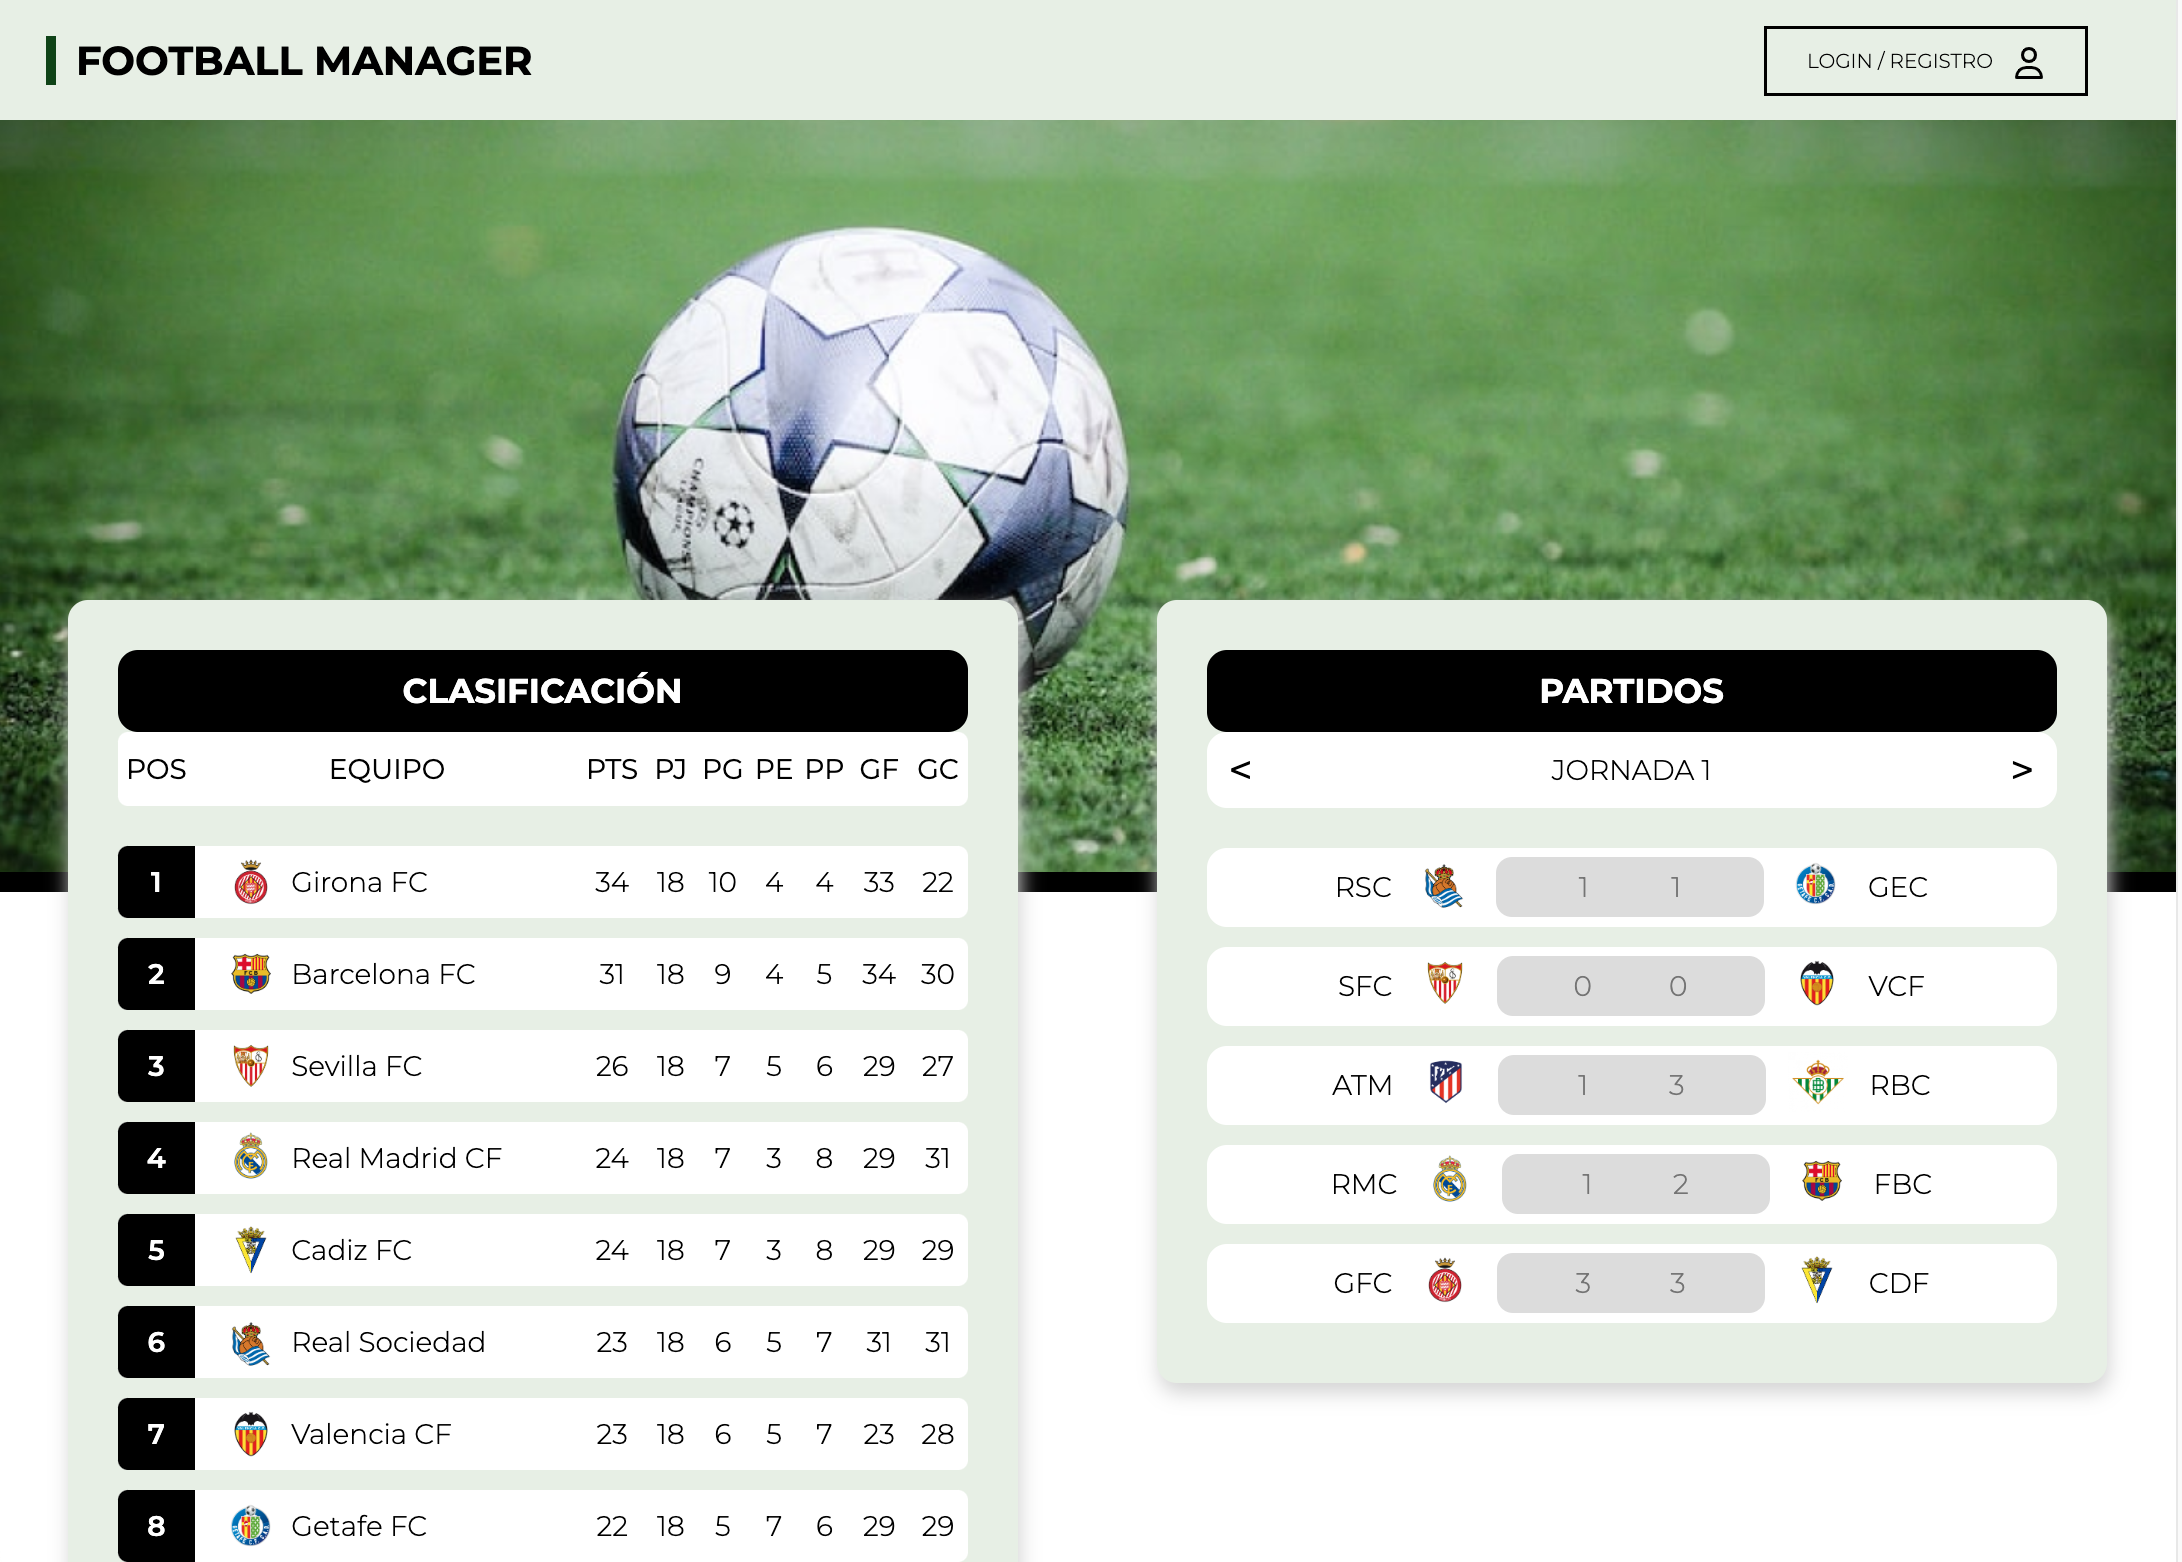 FOOTBALL MANAGER
LOGIN / REGISTRO
CHAMPIONS
LEAGUE
CLASIFICACIÓN
POS EQUIPO PTS PJ PG PE PP GF GC
1 Girona FC 34 18 10 4 4 33 22
2 Barcelona FC 31 18 9 4 5 34 30
3 Sevilla FC 26 18 7 5 6 29 27
4 Real Madrid CF 24 18 7 3 8 29 31
5 Cadiz FC 24 18 7 3 8 29 29
6 Real Sociedad 23 18 6 5 7 31 31
7 Valencia CF 23 18 6 5 7 23 28
8 Getafe FC 22 18 5 7 6 29 29
PARTIDOS
< JORNADA 1 >
RSC 1 1 GEC
SFC 0 0 VCF
ATM 1 3 RBC
RMC 1 2 FBC
GFC 3 3 CDF